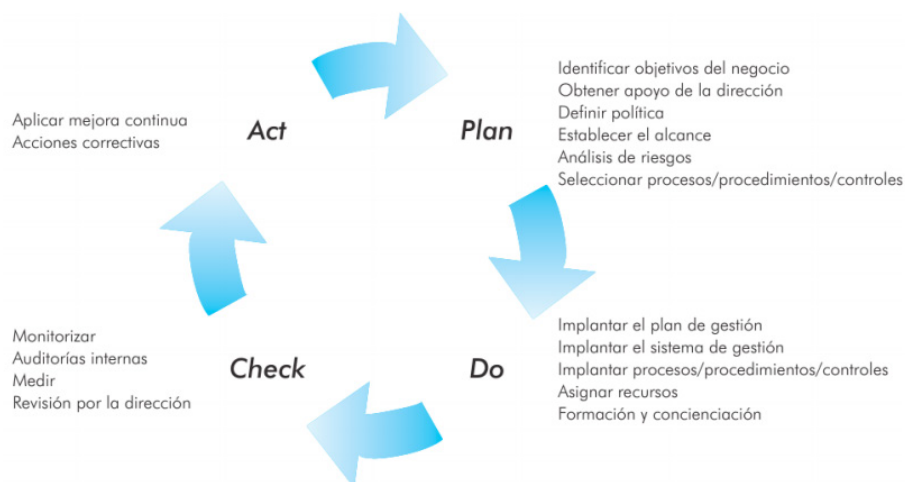 Act
Aplicar mejora continua
Acciones correctivas
Plan
Identificar objetivos del negocio
Obtener apoyo de la dirección
Definir política
Establecer el alcance
Análisis de riesgos
Seleccionar procesos/procedimientos/controles
Check
Monitorizar
Auditorías internas
Medir
Revisión por la dirección
Do
Implantar el plan de gestión
Implantar el sistema de gestión
Implantar procesos/procedimientos/controles
Asignar recursos
Formación y concienciación